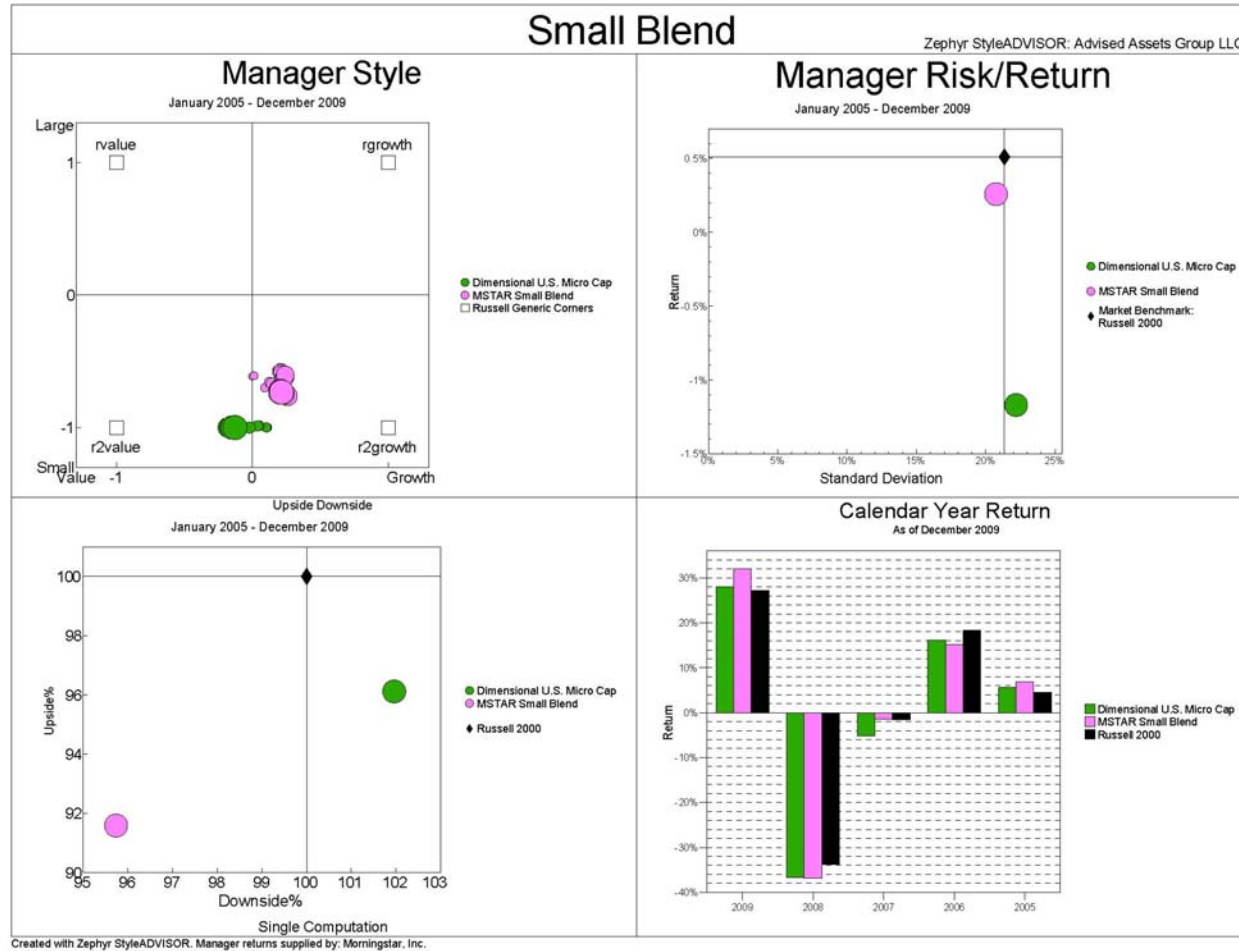 Small Blend
Zephyr StyleADVISOR: Advised Assets Group LLC
Manager Style
January 2005 - December 2009
Large
rvalue
rgrowth
1
0
-1
r2value
r2growth
Small
Value -1 0 Growth
Dimensional U.S. Micro Cap
MSTAR Small Blend
Russell Generic Corners
Manager Risk/Return
January 2005 - December 2009
0.5%
0%
-0.5%
-1%
-1.5%
Return
0% 5% 10% 15% 20% 25%
Standard Deviation
Dimensional U.S. Micro Cap
MSTAR Small Blend
Market Benchmark:
Russell 2000
Upside Downside
January 2005 - December 2009
100
98
96
94
92
90
Upside%
95 96 97 98 99 100 101 102 103
Downside%
Single Computation
Dimensional U.S. Micro Cap
MSTAR Small Blend
Russell 2000
Calendar Year Return
As of December 2009
30%
20%
10%
0%
-10%
-20%
-30%
-40%
Return
2009 2008 2007 2006 2005
Dimensional U.S. Micro Cap
MSTAR Small Blend
Russell 2000
Created with Zephyr StyleADVISOR. Manager returns supplied by: Morningstar, Inc.